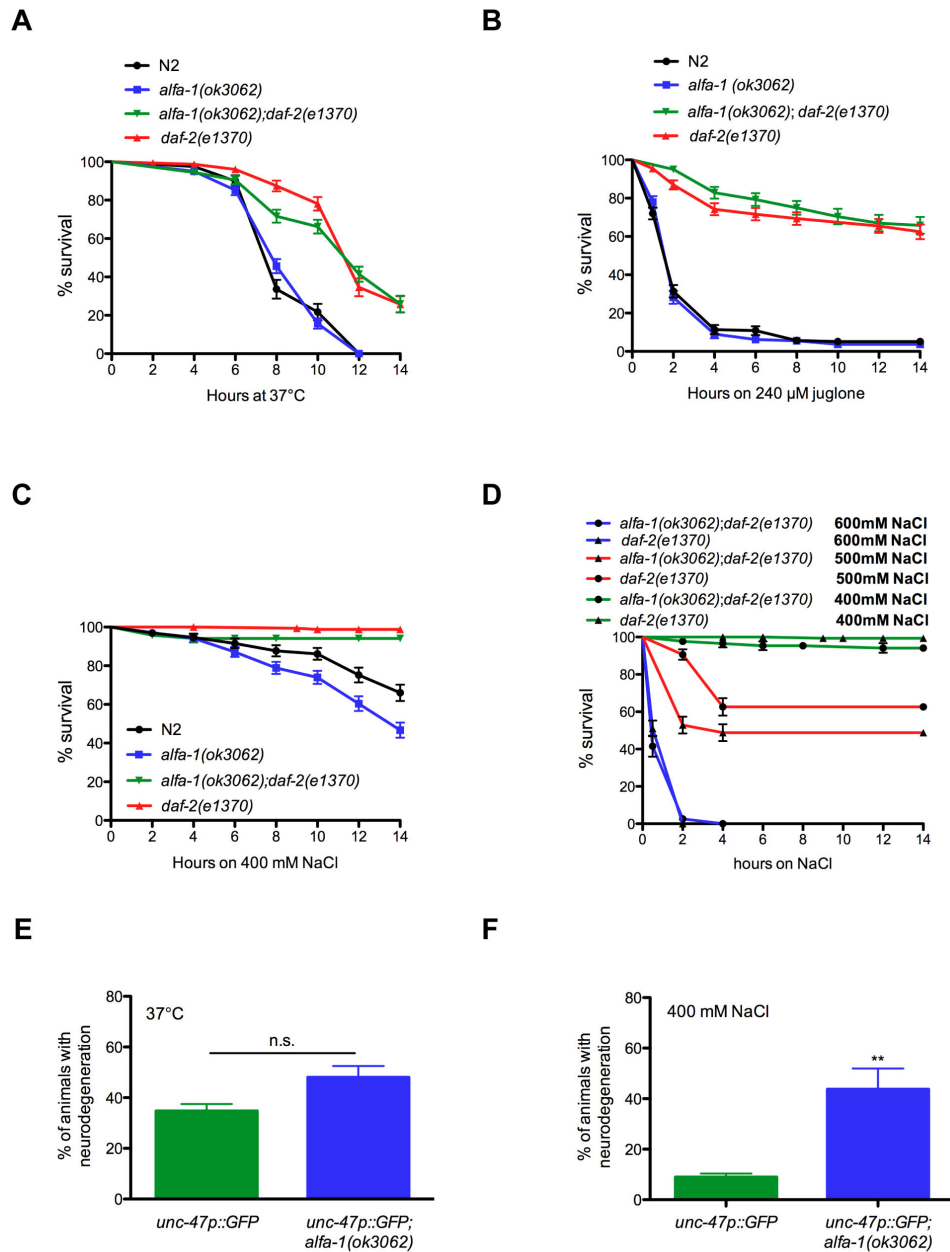 A
N2
alfa-1(ok3062)
alfa-1(ok3062);daf-2(e1370)
daf-2(e1370)
% survival
100
80
60
40
20
0
0 2 4 6 8 10 12 14
Hours at 37°C
B
N2
alfa-1 (ok3062)
alfa-1(ok3062); daf-2(e1370)
daf-2(e1370)
% survival
100
80
60
40
20
0
0 2 4 6 8 10 12 14
Hours on 240 µM juglone
C
% survival
100
80
60
40
20
0
N2
alfa-1(ok3062)
alfa-1(ok3062);daf-2(e1370)
daf-2(e1370)
0 2 4 6 8 10 12 14
Hours on 400 mM NaCl
D
alfa-1(ok3062);daf-2(e1370) 600mM NaCl
daf-2(e1370) 600mM NaCl
alfa-1(ok3062);daf-2(e1370) 500mM NaCl
daf-2(e1370) 500mM NaCl
alfa-1(ok3062);daf-2(e1370) 400mM NaCl
daf-2(e1370) 400mM NaCl
% survival
100
80
60
40
20
0
0 2 4 6 8 10 12 14
hours on NaCl
E
% of animals with
neurodegeneration
80
60
40
20
0
37°C
n.s.
unc-47p::GFP
unc-47p::GFP;
alfa-1(ok3062)
F
% of animals with
neurodegeneration
80
60
40
20
0
400 mM NaCl
**
unc-47p::GFP
unc-47p::GFP;
alfa-1(ok3062)